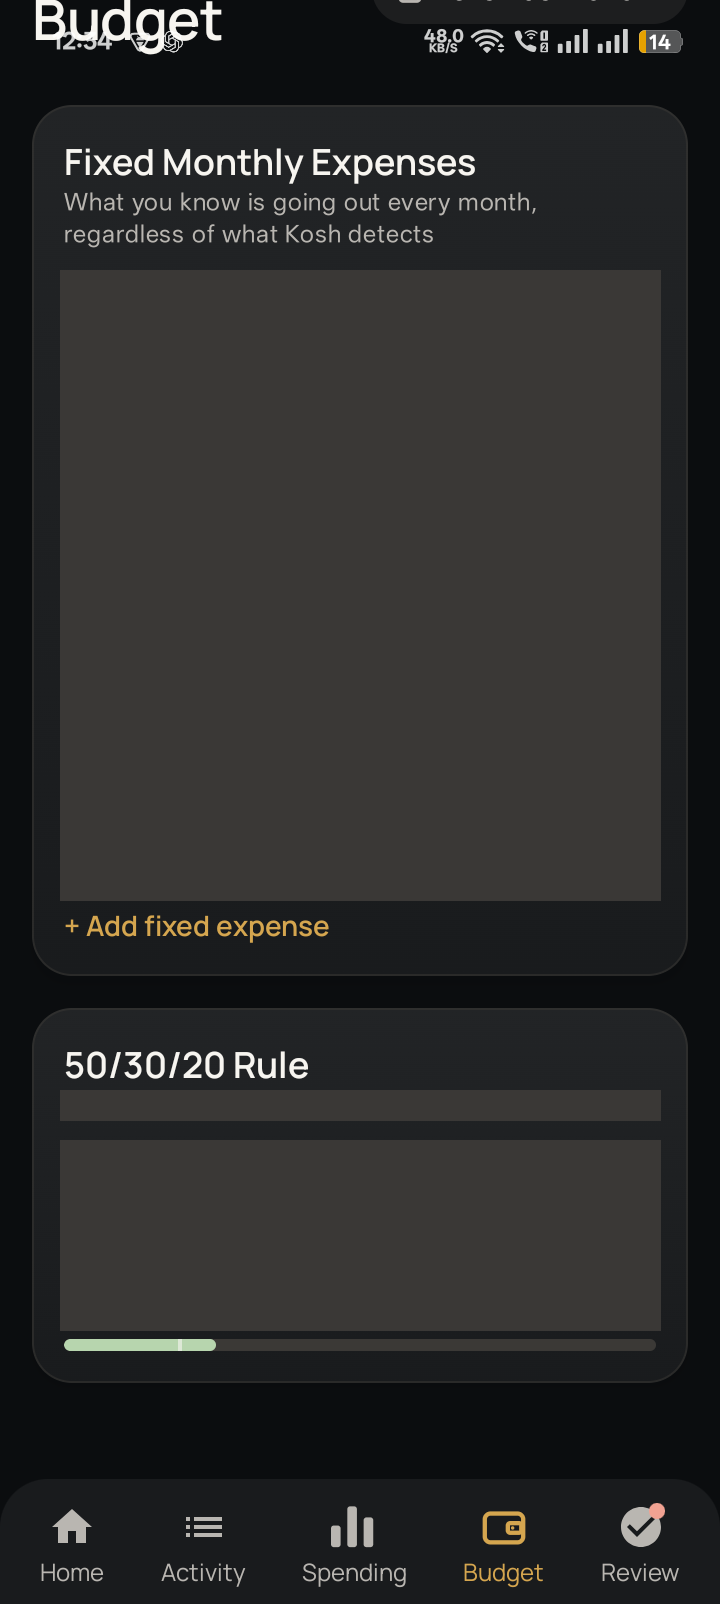 Budget
12:34
48.0
KB/S
14
Fixed Monthly Expenses
What you know is going out every month,
regardless of what Kosh detects
+ Add fixed expense
50/30/20 Rule
Home
Activity
Spending
Budget
Review